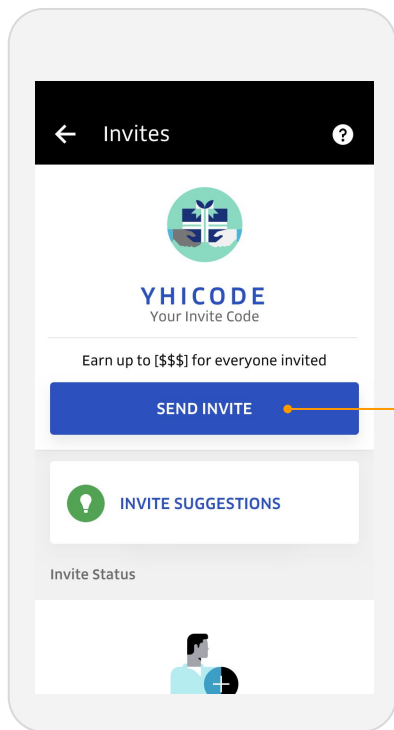 Invites
?
YHICODE
Your Invite Code
Earn up to [$$$] for everyone invited
SEND INVITE
INVITE SUGGESTIONS
Invite Status